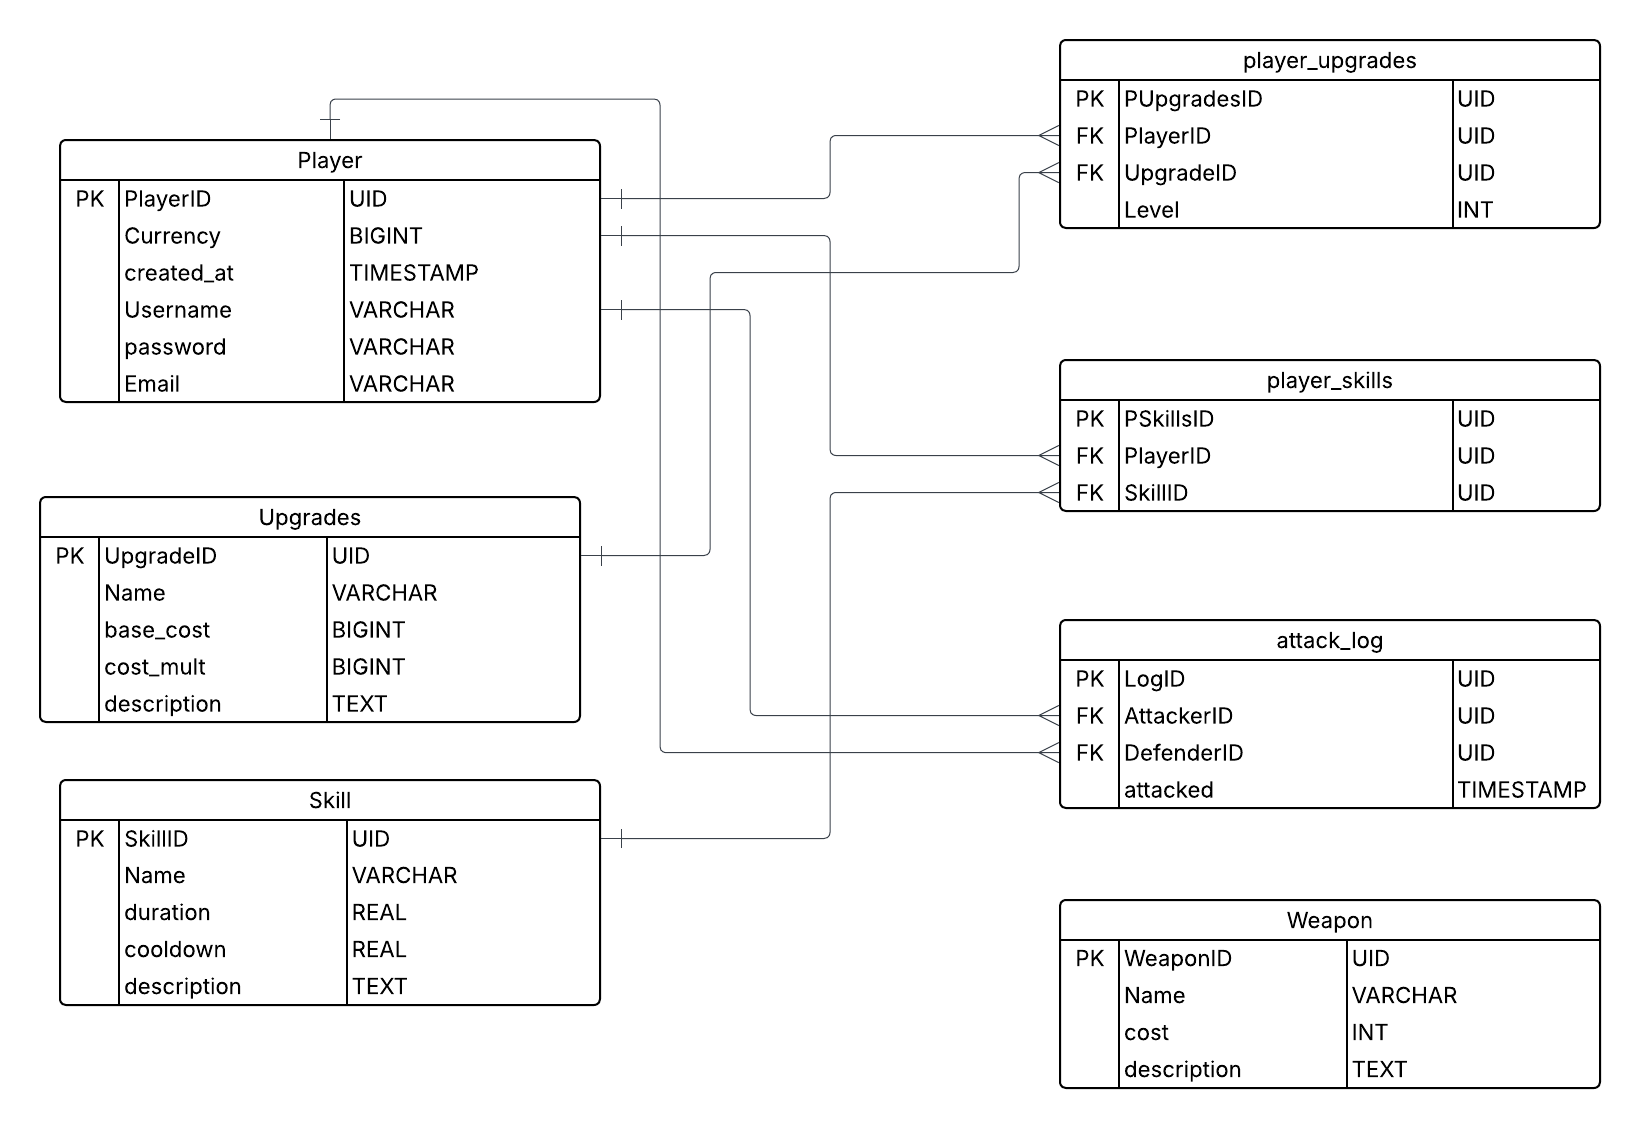 Player
PK PlayerID UID
Currency BIGINT
created_at TIMESTAMP
Username VARCHAR
password VARCHAR
Email VARCHAR
Upgrades
PK UpgradeID UID
Name VARCHAR
base_cost BIGINT
cost_mult BIGINT
description TEXT
Skill
PK SkillID UID
Name VARCHAR
duration REAL
cooldown REAL
description TEXT
player_upgrades
PK PUpgradesID UID
FK PlayerID UID
FK UpgradeID UID
Level INT
player_skills
PK PSkillsID UID
FK PlayerID UID
FK SkillID UID
attack_log
PK LogID UID
FK AttackerID UID
FK DefenderID UID
attacked TIMESTAMP
Weapon
PK WeaponID UID
Name VARCHAR
cost INT
description TEXT